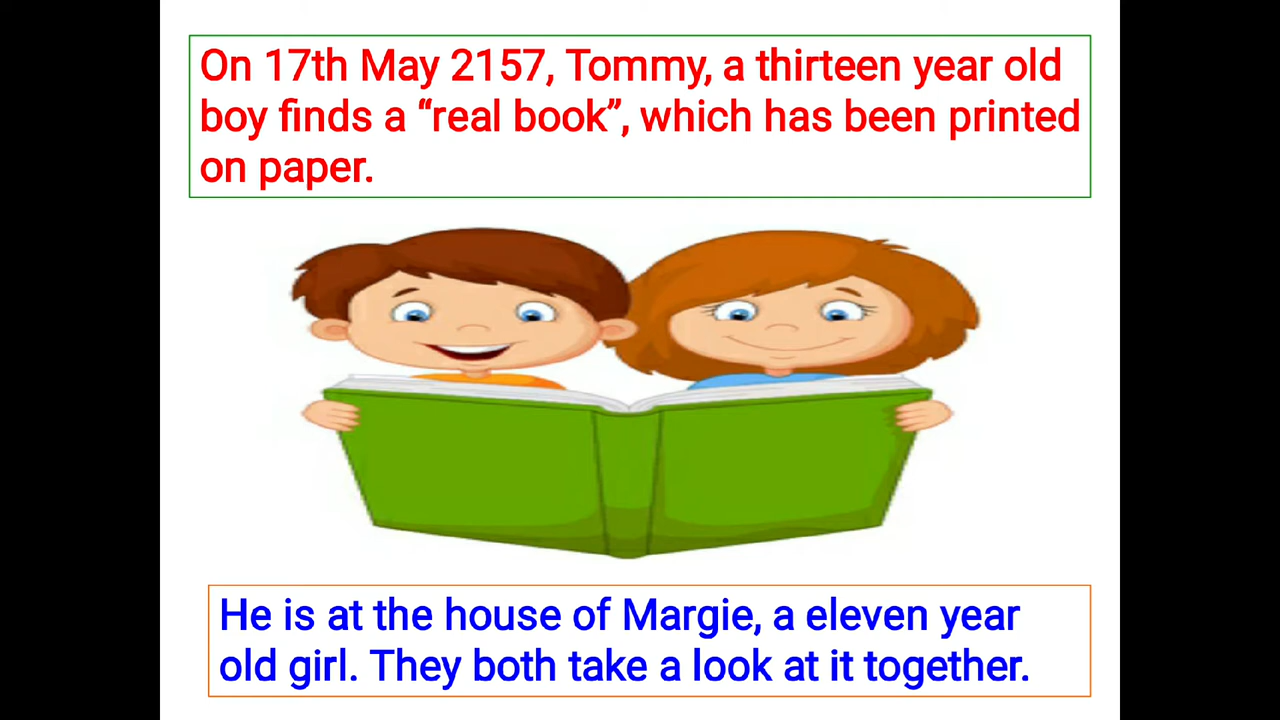 On 17th May 2157, Tommy, a thirteen year old
boy finds a “real book”, which has been printed
on paper.
He is at the house of Margie, a eleven year
old girl. They both take a look at it together.